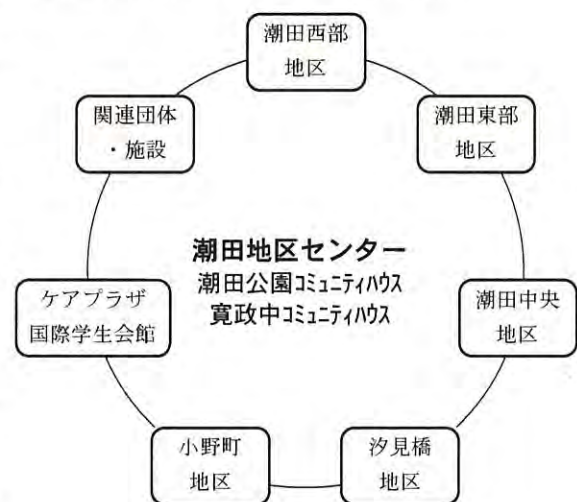 潮田西部
地区
関連団体
・施設
潮田東部
地区
潮田地区センター
潮田公園コミュニティハウス
寛政中コミュニティハウス
ケアプラザ
国際学生会館
潮田中央
地区
小野町
地区
汐見橋
地区